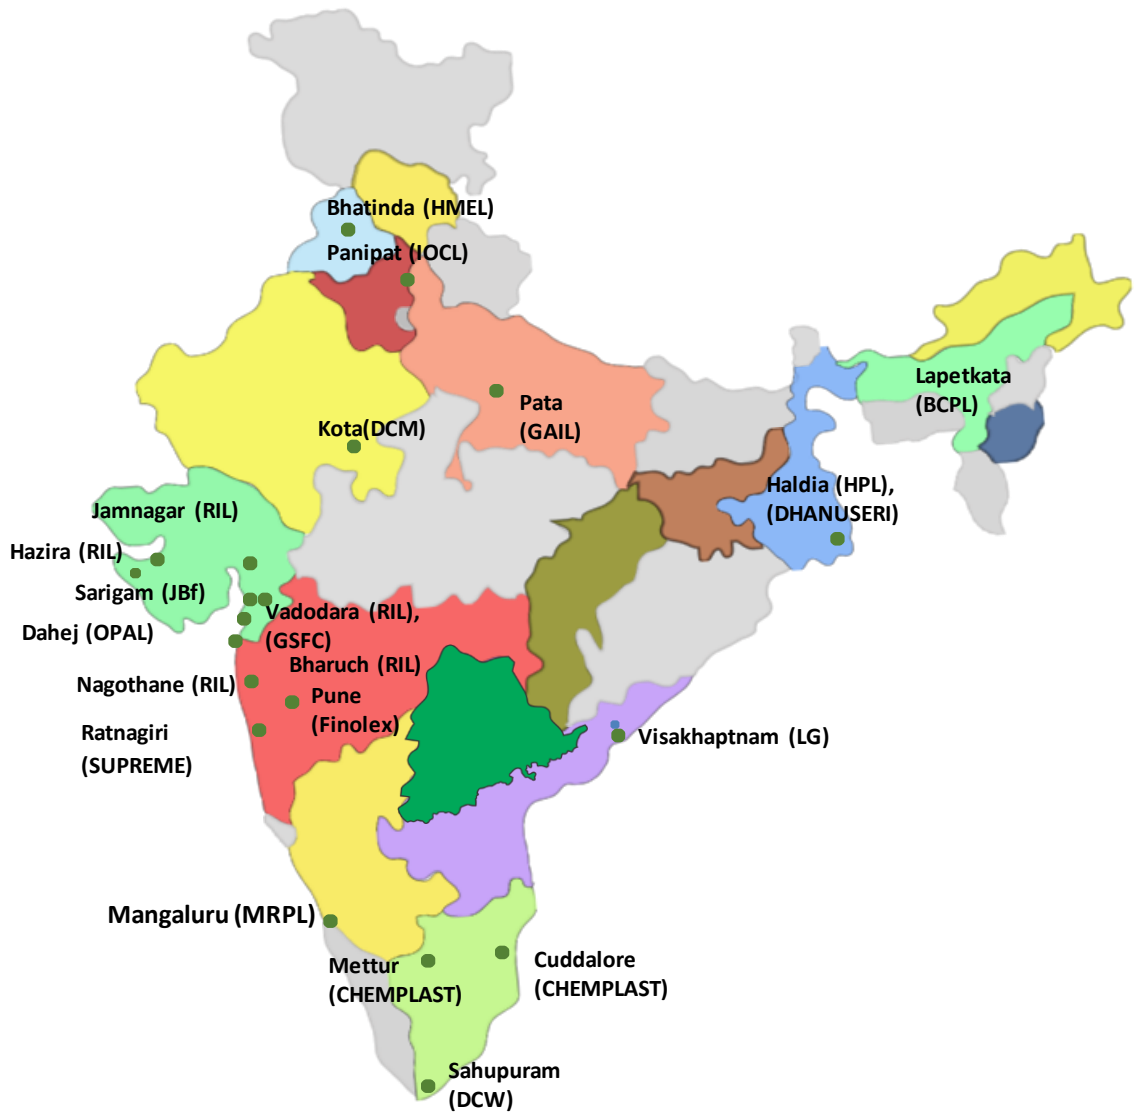 Bhatinda (HMEL)
Panipat (IOCL)
Lapetkata
(BCPL)
Pata
(GAIL)
Kota(DCM)
Haldia (HPL),
(DHANUSERI)
Jamnagar (RIL)
Hazira (RIL)
Sarigam (JBf)
Dahej (OPAL)
Vadodara (RIL),
(GSFC)
Bharuch (RIL)
Nagothane (RIL)
Pune
(Finolex)
Ratnagiri
(SUPREME)
Visakhaptnam (LG)
Mangaluru (MRPL)
Mettur
(CHEMPLAST)
Cuddalore
(CHEMPLAST)
Sahupuram
(DCW)